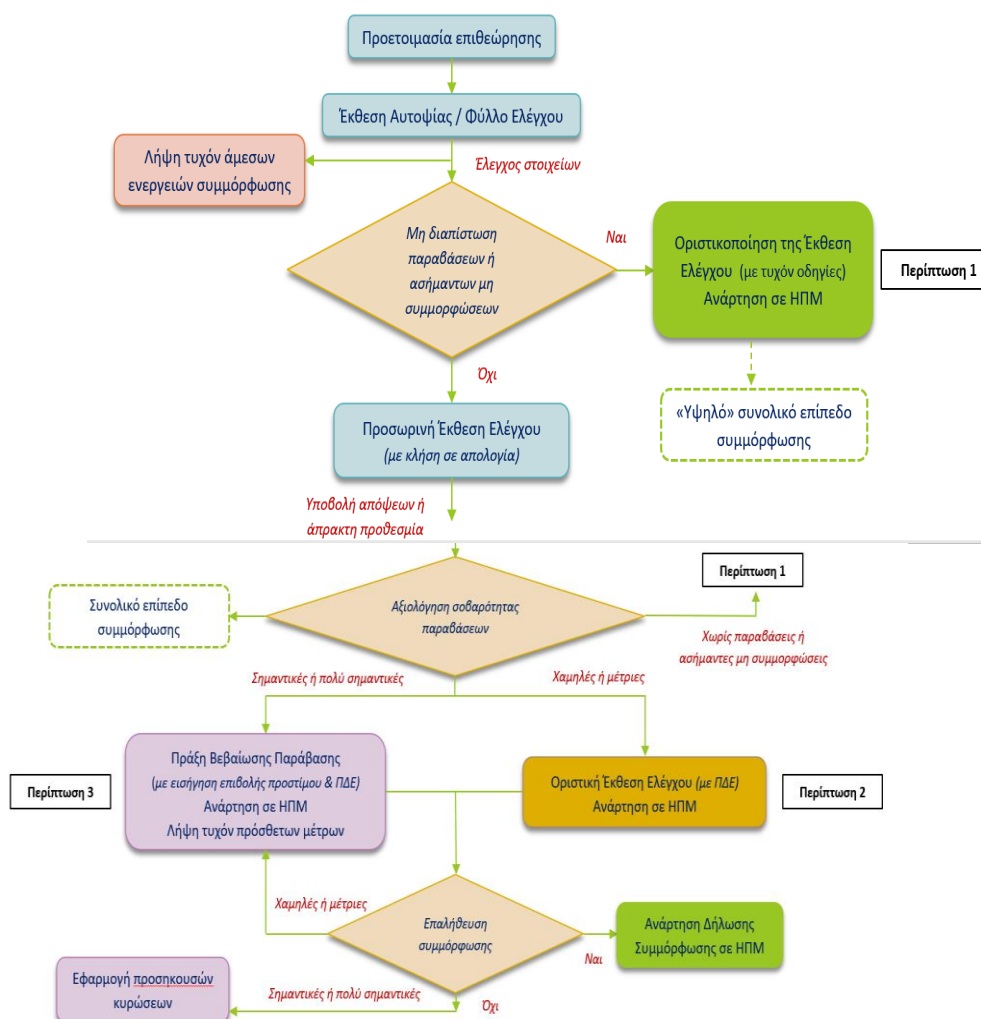 Προετοιμασία επιθεώρησης
Έκθεση Αυτοψίας / Φύλλο Ελέγχου
Λήψη τυχόν άμεσων
ενεργειών συμμόρφωσης
Έλεγχος στοιχείων
Μη διαπίστωση
παραβάσεων ή
ασήμαντων μη
συμμορφώσεων
Ναι
Οριστικοποίηση της Έκθεση
Ελέγχου (με τυχόν οδηγίες)
Ανάρτηση σε ΗΠΜ
Περίπτωση 1
Όχι
«Υψηλό» συνολικό επίπεδο
συμμόρφωσης
Προσωρινή Έκθεση Ελέγχου
(με κλήση σε απολογία)
Υποβολή απόψεων ή
άπρακτη προθεσμία
Περίπτωση 1
Συνολικό επίπεδο
συμμόρφωσης
Αξιολόγηση σοβαρότητας
παραβάσεων
Χωρίς παραβάσεις ή
ασήμαντες μη συμμορφώσεις
Σημαντικές ή πολύ σημαντικές
Χαμηλές ή μέτριες
Περίπτωση 3
Πράξη Βεβαίωσης Παράβασης
(με εισήγηση επιβολής προστίμου & ΠΔΕ)
Ανάρτηση σε ΗΠΜ
Λήψη τυχόν πρόσθετων μέτρων
Οριστική Έκθεση Ελέγχου (με ΠΔΕ)
Ανάρτηση σε ΗΠΜ
Περίπτωση 2
Χαμηλές ή μέτριες
Επαλήθευση
συμμόρφωσης
Ναι
Ανάρτηση Δήλωσης
Συμμόρφωσης σε ΗΠΜ
Εφαρμογή προσηκουσών
κυρώσεων
Σημαντικές ή πολύ σημαντικές
Όχι